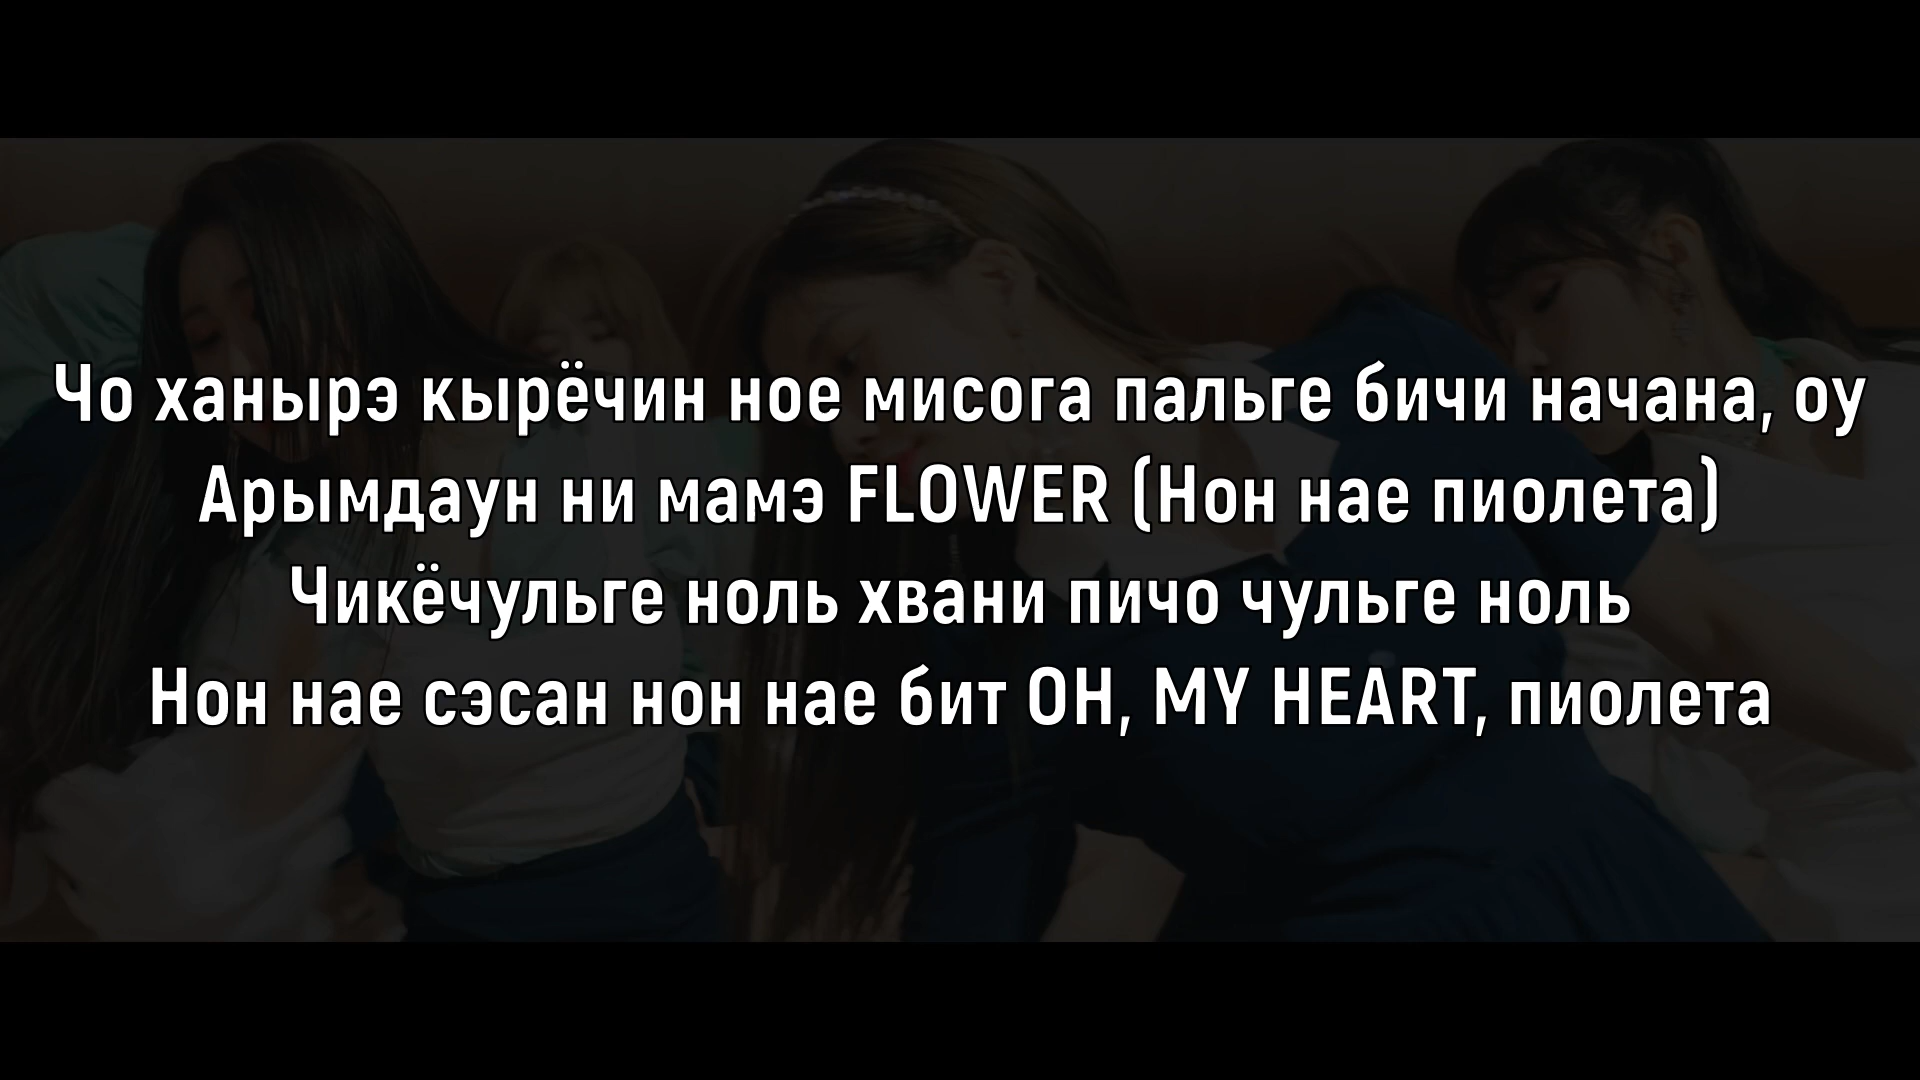 Чо ханырэ кырёчин ное мисога пальге бичи начана, оу
Арымдаун ни мамэ FLOWER (Нон нае пиолета)
Чикёчульге ноль хвани пичо чульге ноль
Нон нае сэсан нон нае бит OH, MY HEART, пиолета